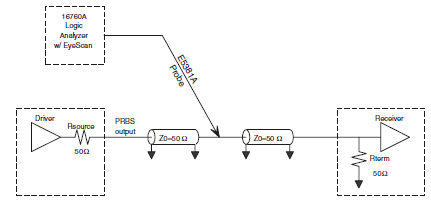 16760A
Logic
Analyzer
w/ EyeScan
E5381A
Probe
Driver
Rsource
50Ω
PRBS
output
Z0=50 Ω
Z0=50 Ω
Receiver
Rterm
50Ω